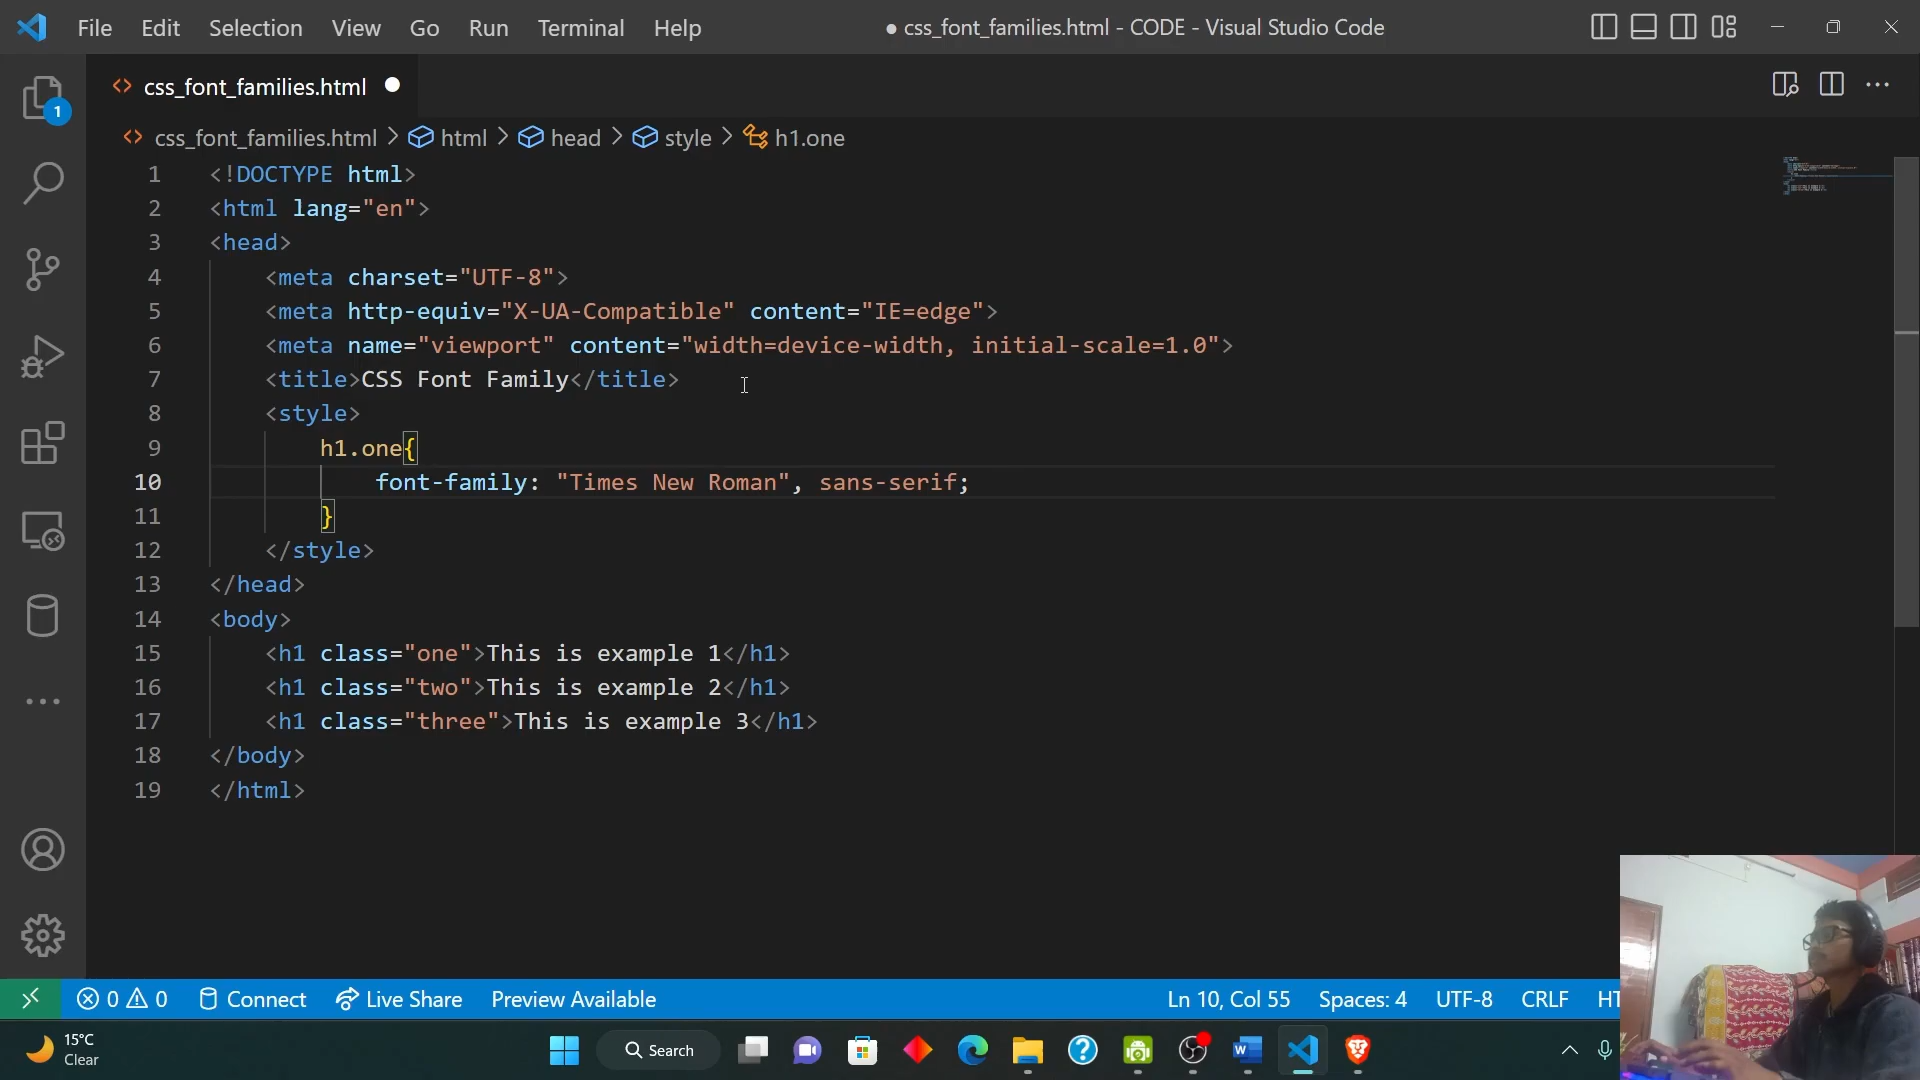 File Edit Selection View Go Run Terminal Help
● css_font_families.html - CODE - Visual Studio Code
css_font_families.html
1
css_font_families.html > html > head > style > h1.one
1 <!DOCTYPE html>
2 <html lang="en">
3 <head>
4 <meta charset="UTF-8">
5 <meta http-equiv="X-UA-Compatible" content="IE=edge">
6 <meta name="viewport" content="width=device-width, initial-scale=1.0">
7 <title>CSS Font Family</title>
8 <style>
9 h1.one{
10 font-family: "Times New Roman", sans-serif;
11 }
12 </style>
13 </head>
14 <body>
15 <h1 class="one">This is example 1</h1>
16 <h1 class="two">This is example 2</h1>
17 <h1 class="three">This is example 3</h1>
18 </body>
19 </html>
0 0 Connect Live Share Preview Available Ln 10, Col 55 Spaces: 4 UTF-8 CRLF HT
15°C
Clear
Search